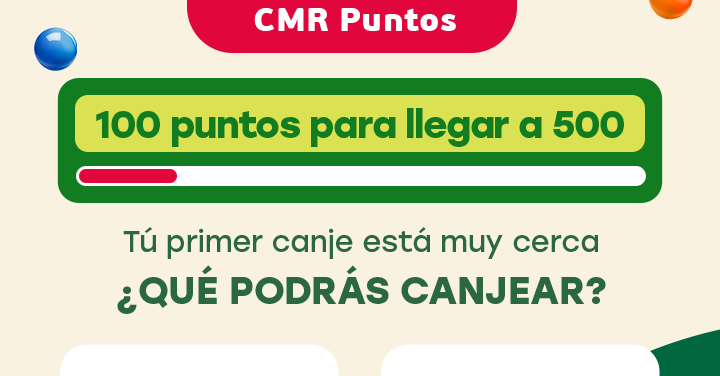 CMR Puntos
100 puntos para llegar a 500
Tú primer canje está muy cerca
¿QUÉ PODRÁS CANJEAR?